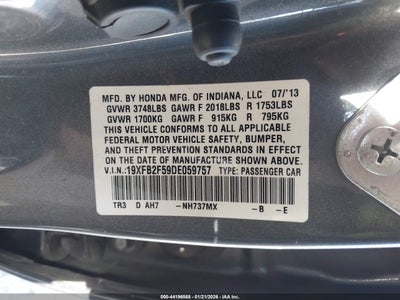 MFD. BY HONDA MFG. OF INDIANA, LLC 07/'13
GVWR 3748LBS GAWR F 2018LBS R 1753LBS
GVWR 1700KG GAWR F 915KG R 795KG
THIS VEHICLE CONFORMS TO ALL APPLICABLE
FEDERAL MOTOR VEHICLE SAFETY, BUMPER,
AND THEFT PREVENTION STANDARDS IN EFFECT
ON THE DATE OF MANUFACTURE SHOWN ABOVE.
V.I.N.: 19XFB2F59DE059757 TYPE: PASSENGER CAR
TR3 D AH7 -NH737MX -B -E
000-44196568 - 01/21/2026 - IAAI.COM